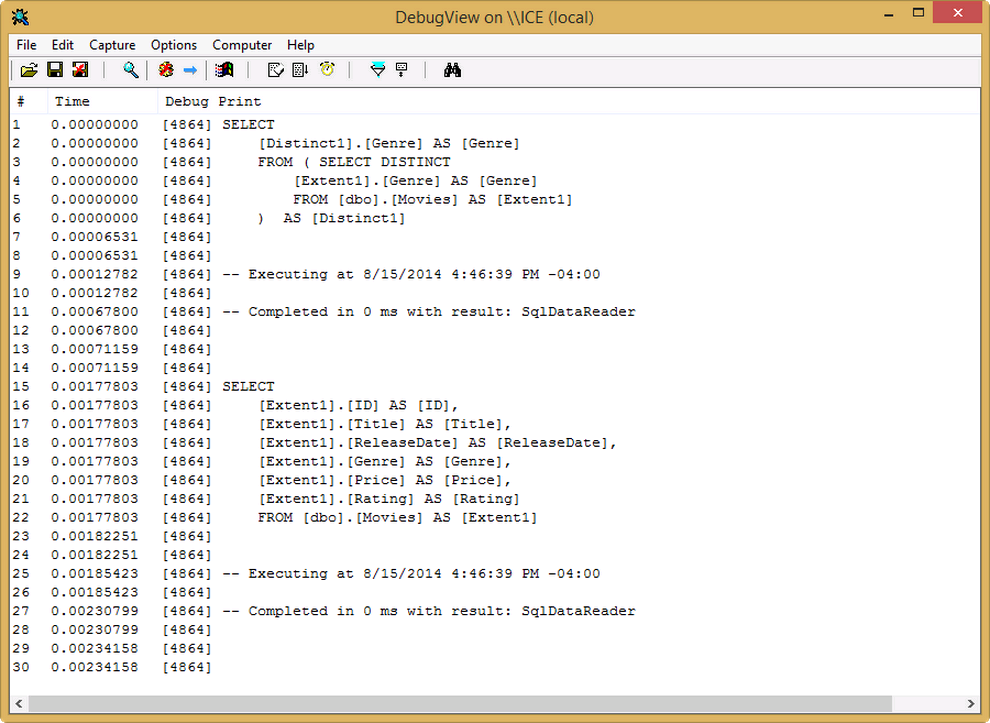 DebugView on \\ICE (local)
File Edit Capture Options Computer Help
# Time Debug Print
1 0.00000000 [4864] SELECT
2 0.00000000 [4864] [Distinct1].[Genre] AS [Genre]
3 0.00000000 [4864] FROM ( SELECT DISTINCT
4 0.00000000 [4864] [Extent1].[Genre] AS [Genre]
5 0.00000000 [4864] FROM [dbo].[Movies] AS [Extent1]
6 0.00000000 [4864] ) AS [Distinct1]
7 0.00006531 [4864]
8 0.00006531 [4864]
9 0.00012782 [4864] -- Executing at 8/15/2014 4:46:39 PM -04:00
10 0.00012782 [4864]
11 0.00067800 [4864] -- Completed in 0 ms with result: SqlDataReader
12 0.00067800 [4864]
13 0.00071159 [4864]
14 0.00071159 [4864]
15 0.00177803 [4864] SELECT
16 0.00177803 [4864] [Extent1].[ID] AS [ID],
17 0.00177803 [4864] [Extent1].[Title] AS [Title],
18 0.00177803 [4864] [Extent1].[ReleaseDate] AS [ReleaseDate],
19 0.00177803 [4864] [Extent1].[Genre] AS [Genre],
20 0.00177803 [4864] [Extent1].[Price] AS [Price],
21 0.00177803 [4864] [Extent1].[Rating] AS [Rating]
22 0.00177803 [4864] FROM [dbo].[Movies] AS [Extent1]
23 0.00182251 [4864]
24 0.00182251 [4864]
25 0.00185423 [4864] -- Executing at 8/15/2014 4:46:39 PM -04:00
26 0.00185423 [4864]
27 0.00230799 [4864] -- Completed in 0 ms with result: SqlDataReader
28 0.00230799 [4864]
29 0.00234158 [4864]
30 0.00234158 [4864]